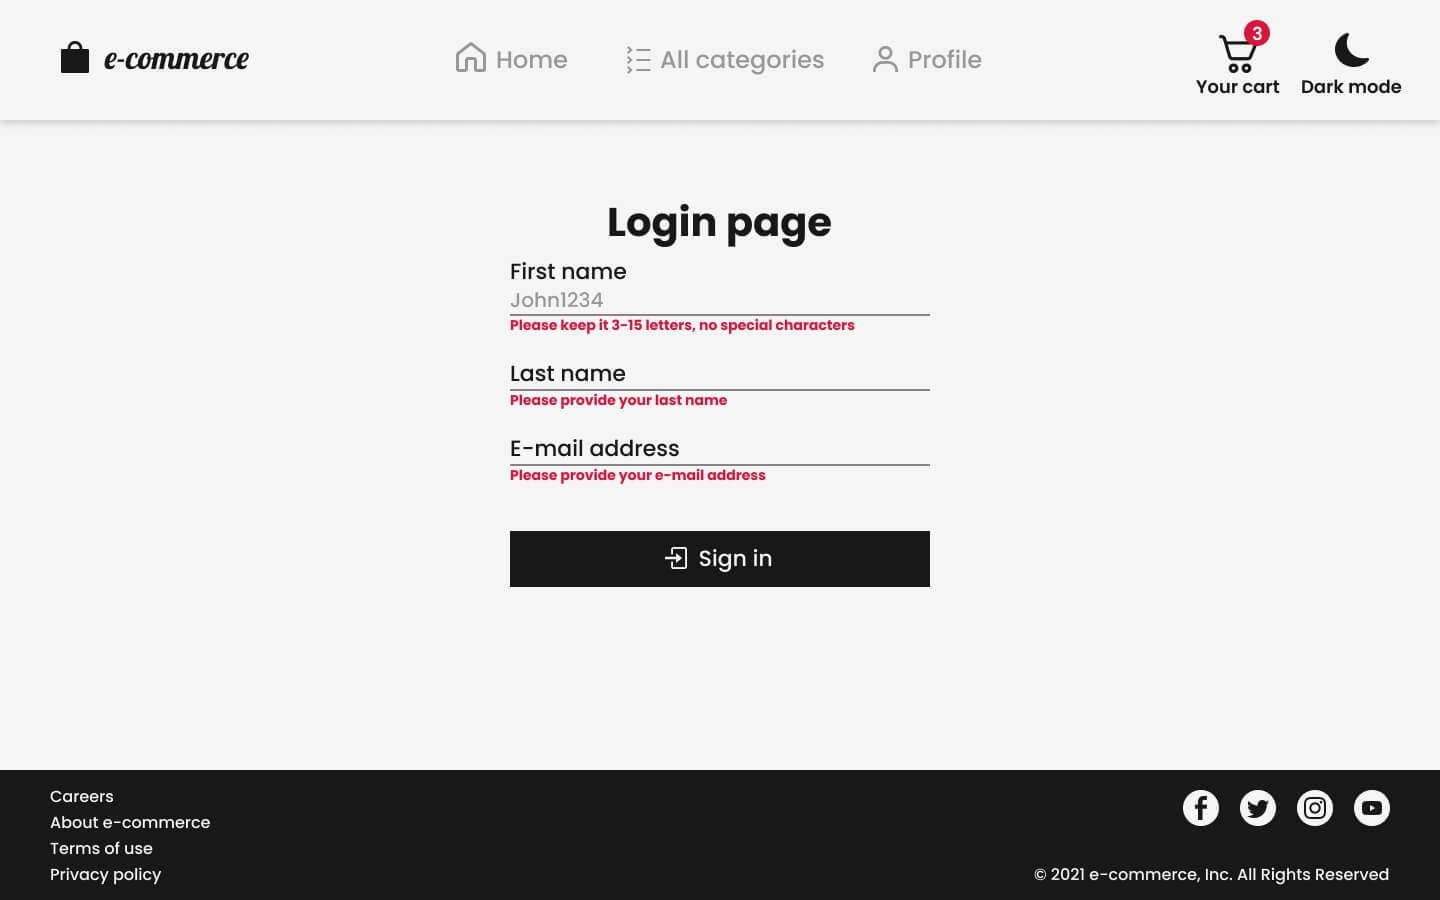 e-commerce
Home
All categories
Profile
3
Your cart
Dark mode
Login page
First name
John1234
Please keep it 3-15 letters, no special characters
Last name
Please provide your last name
E-mail address
Please provide your e-mail address
Sign in
Careers
About e-commerce
Terms of use
Privacy policy
© 2021 e-commerce, Inc. All Rights Reserved